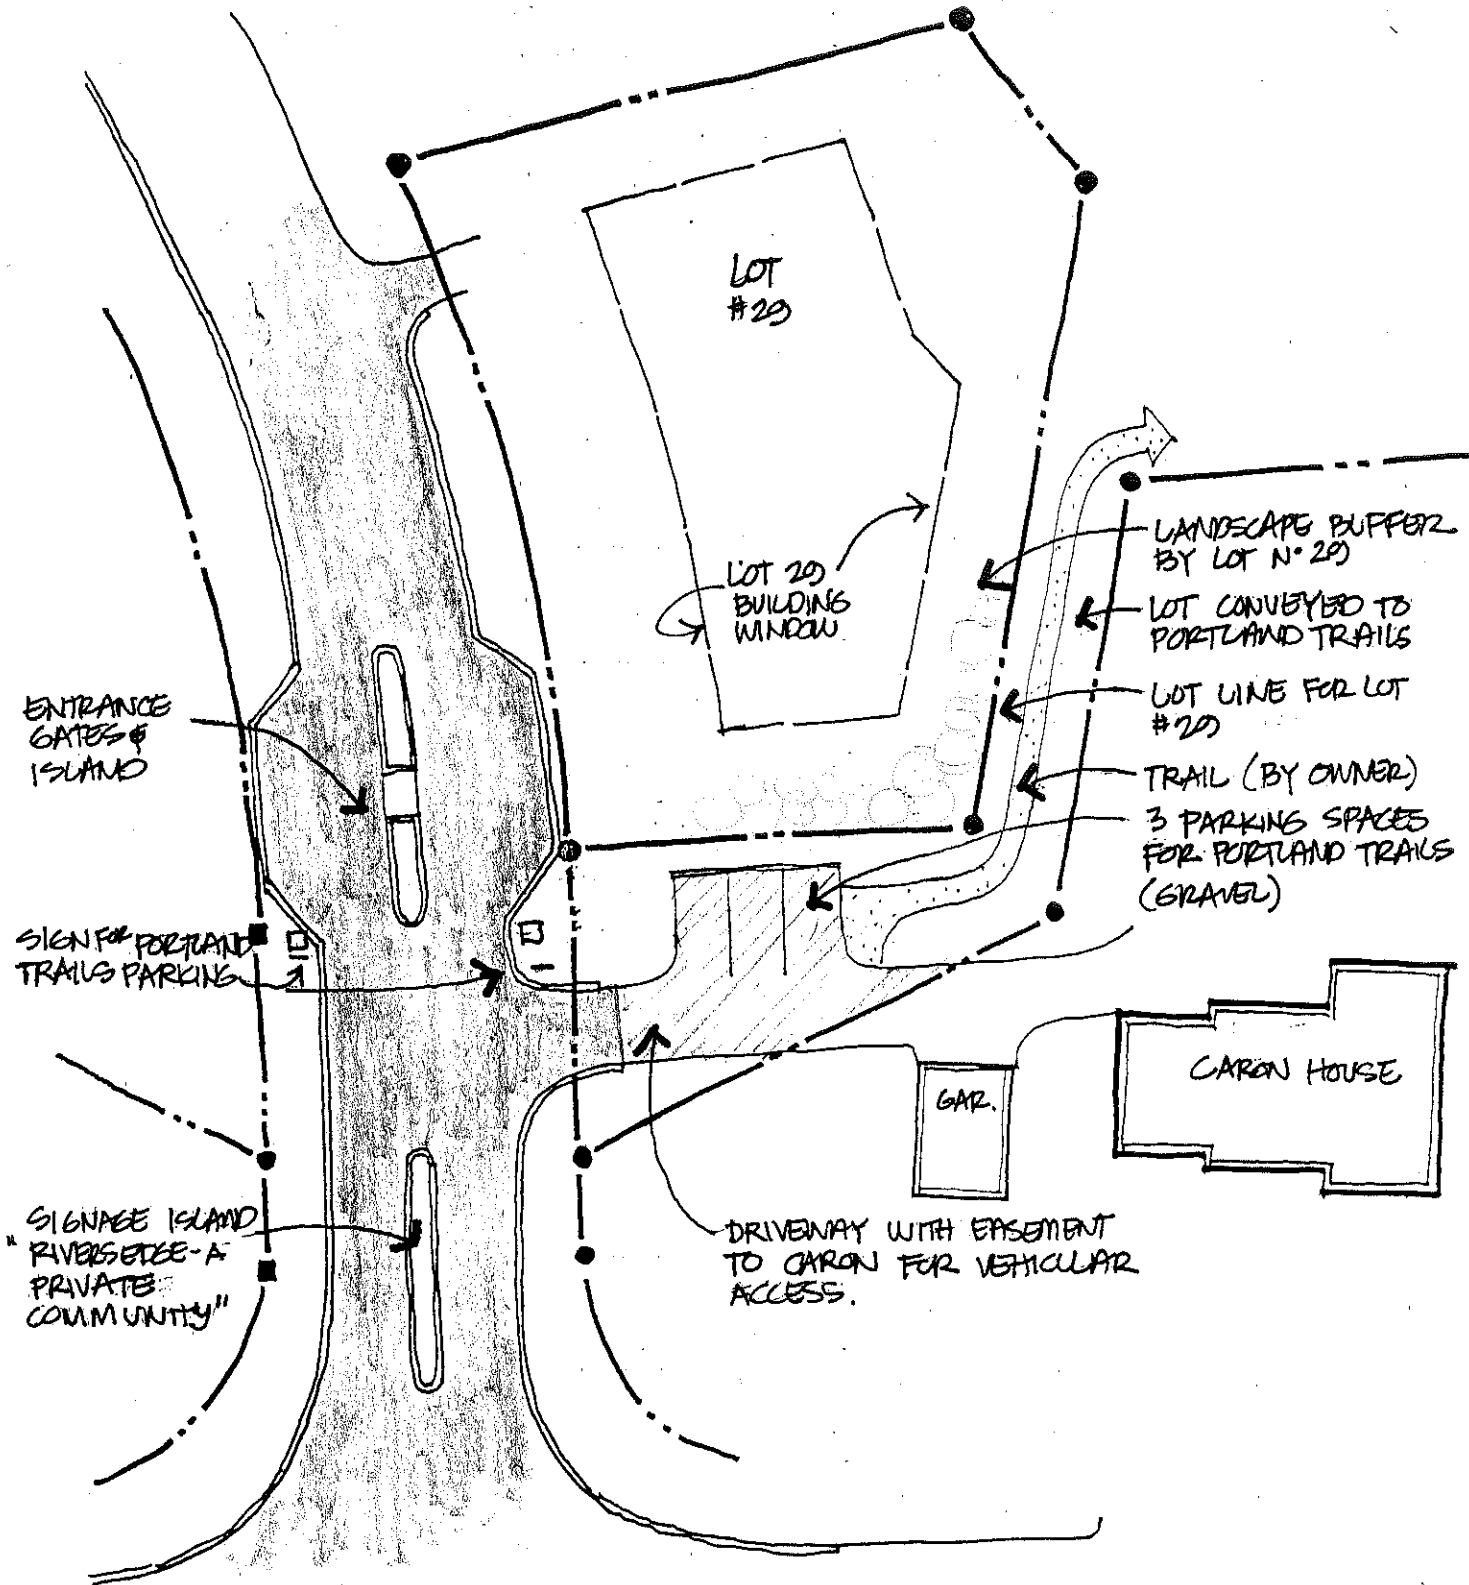 LOT
#29
LANDSCAPE BUFFER
BY LOT N° 29
LOT 29
BUILDING
WINDOW
LOT CONVEYED TO
PORTLAND TRAILS
LOT LINE FOR LOT
#29
ENTRANCE
GATES &
ISLAND
TRAIL (BY OWNER)
3 PARKING SPACES
FOR PORTLAND TRAILS
(GRAVEL)
SIGN FOR PORTLAND
TRAILS PARKING
CARON HOUSE
GAR.
SIGNAGE ISLAND
"RIVERSEDGE-A
PRIVATE
COMMUNITY"
DRIVEWAY WITH EASEMENT
TO CARON FOR VEHICULAR
ACCESS.